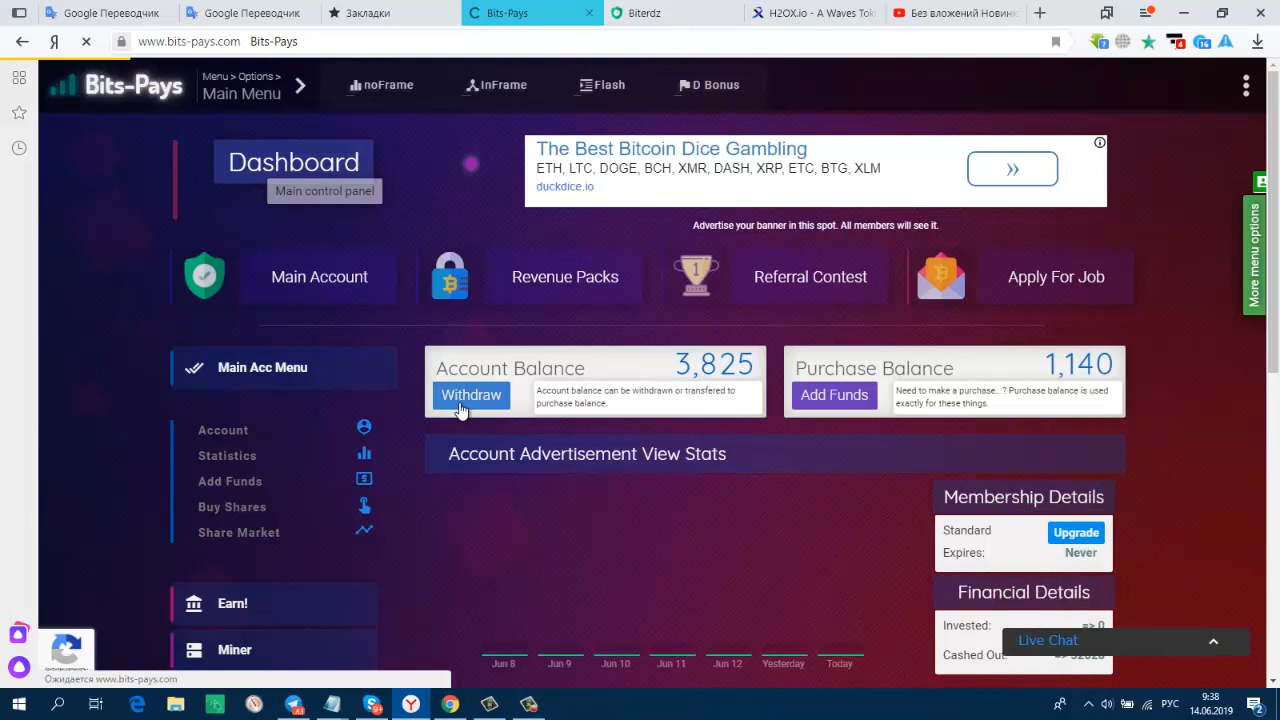 Google Переводчик
Google Переводчик
Закладки
Bits-Pays
Biterdz
H2OX.io - A Waves Tok
Без вложений Новинк
Я
www.bits-pays.com Bits-Pays
7
4
16
Bits-Pays
Menu > Options >
Main Menu
noFrame
InFrame
Flash
D Bonus
Dashboard
Main control panel
The Best Bitcoin Dice Gambling
ETH, LTC, DOGE, BCH, XMR, DASH, XRP, ETC, BTG, XLM
duckdice.io
Advertise your banner in this spot. All members will see it.
More menu options
Main Account
Revenue Packs
1
Referral Contest
Apply For Job
Main Acc Menu
Account
Statistics
Add Funds
Buy Shares
Share Market
Earn!
Miner
Account Balance
3,825
Withdraw
Account balance can be withdrawn or transfered to
purchase balance.
Purchase Balance
1,140
Add Funds
Need to make a purchase...? Purchase balance is used
exactly for these things.
Account Advertisement View Stats
Membership Details
Standard
Upgrade
Expires:
Never
Financial Details
Invested:
=> 0
Cashed Out:
Live Chat
Jun 8
Jun 9
Jun 10
Jun 11
Jun 12
Yesterday
Today
Ожидается www.bits-pays.com
РУС
9:38
14.06.2019
2